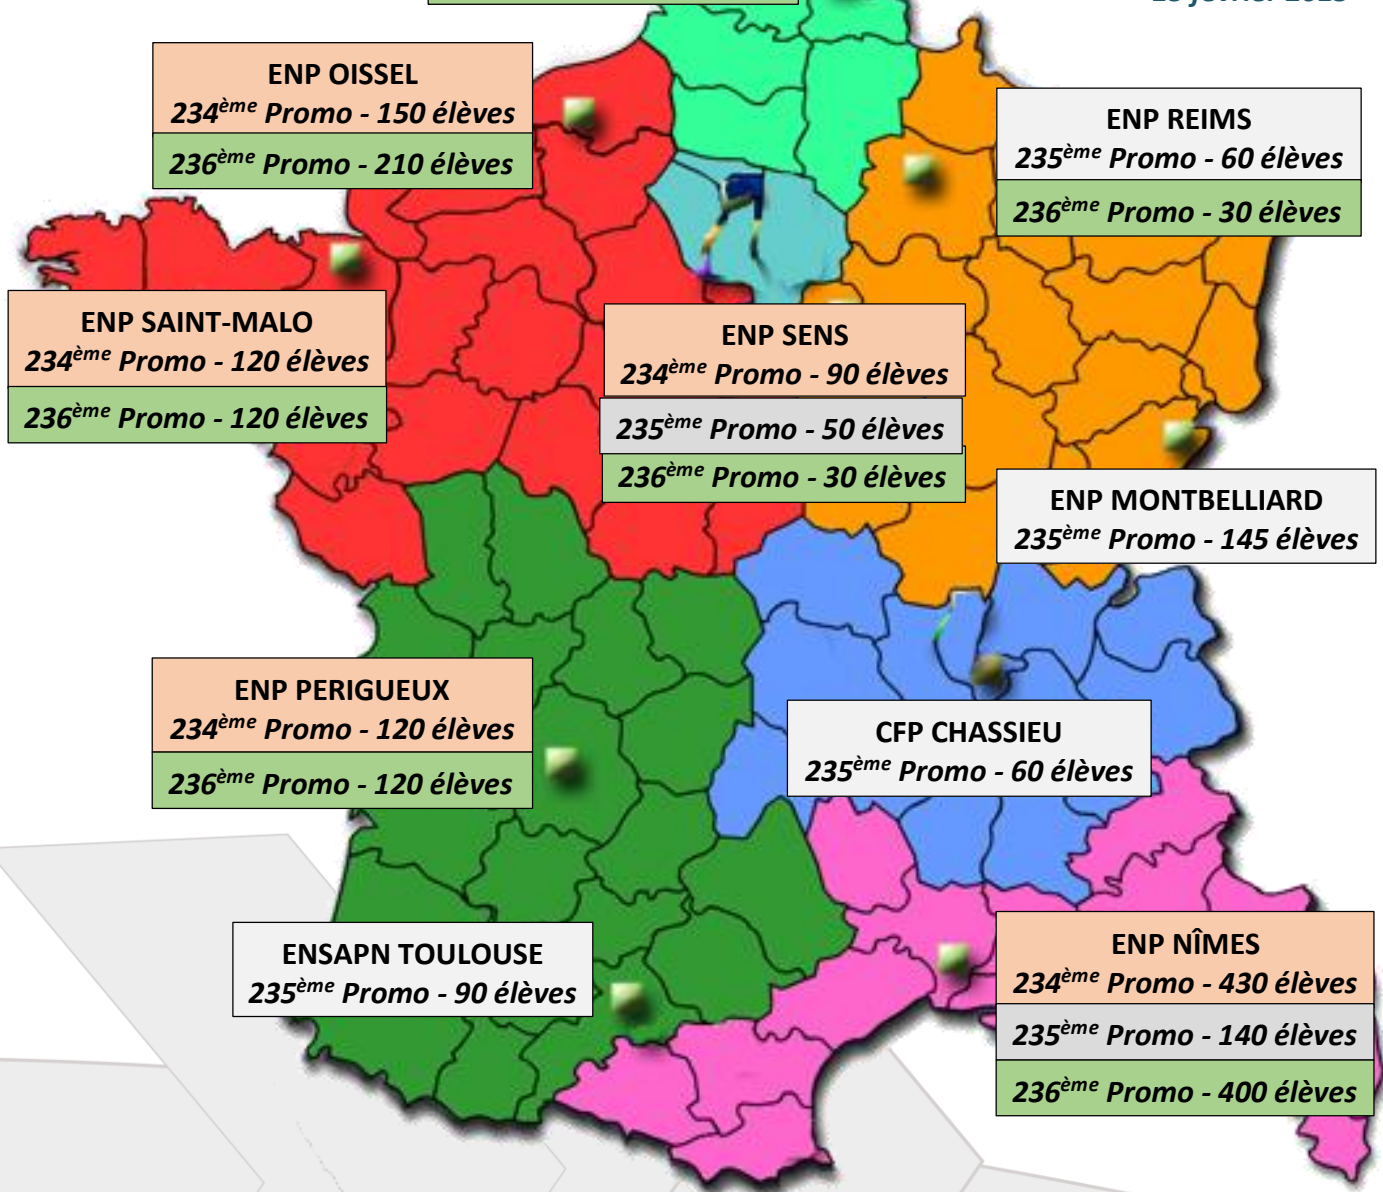 ENP OISSEL
234ème Promo - 150 élèves
236ème Promo - 210 élèves
ENP REIMS
235ème Promo - 60 élèves
236ème Promo - 30 élèves
ENP SAINT-MALO
234ème Promo - 120 élèves
236ème Promo - 120 élèves
ENP SENS
234ème Promo - 90 élèves
235ème Promo - 50 élèves
236ème Promo - 30 élèves
ENP MONTBELLIARD
235ème Promo - 145 élèves
ENP PERIGUEUX
234ème Promo - 120 élèves
236ème Promo - 120 élèves
CFP CHASSIEU
235ème Promo - 60 élèves
ENSAPN TOULOUSE
235ème Promo - 90 élèves
ENP NÎMES
234ème Promo - 430 élèves
235ème Promo - 140 élèves
236ème Promo - 400 élèves